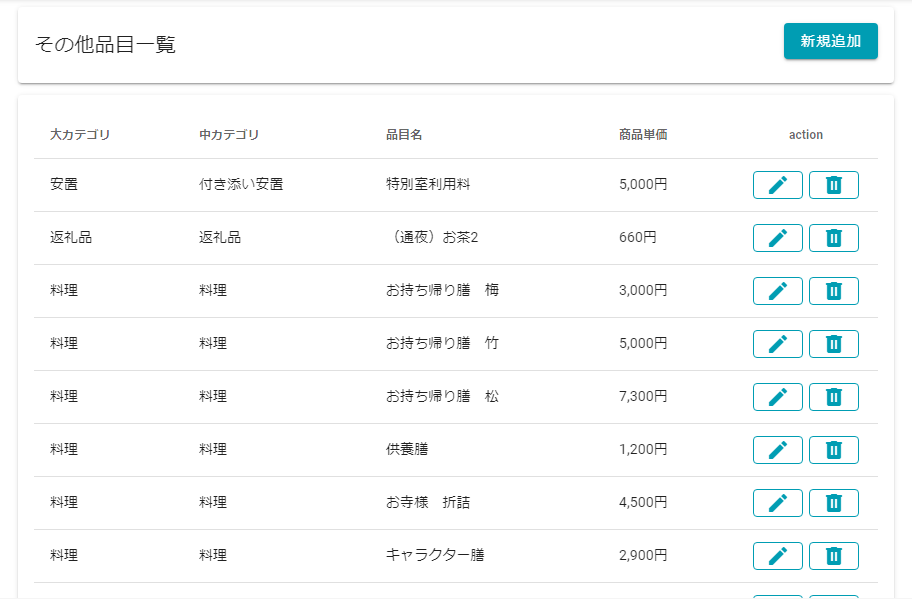 その他品目一覧
新規追加
大カテゴリ 中カテゴリ 品目名 商品単価 action
安置 付き添い安置 特別室利用料 5,000円
返礼品 返礼品 （通夜）お茶2 660円
料理 料理 お持ち帰り膳　梅 3,000円
料理 料理 お持ち帰り膳　竹 5,000円
料理 料理 お持ち帰り膳　松 7,300円
料理 料理 供養膳 1,200円
料理 料理 お寺様　折詰 4,500円
料理 料理 キャラクター膳 2,900円